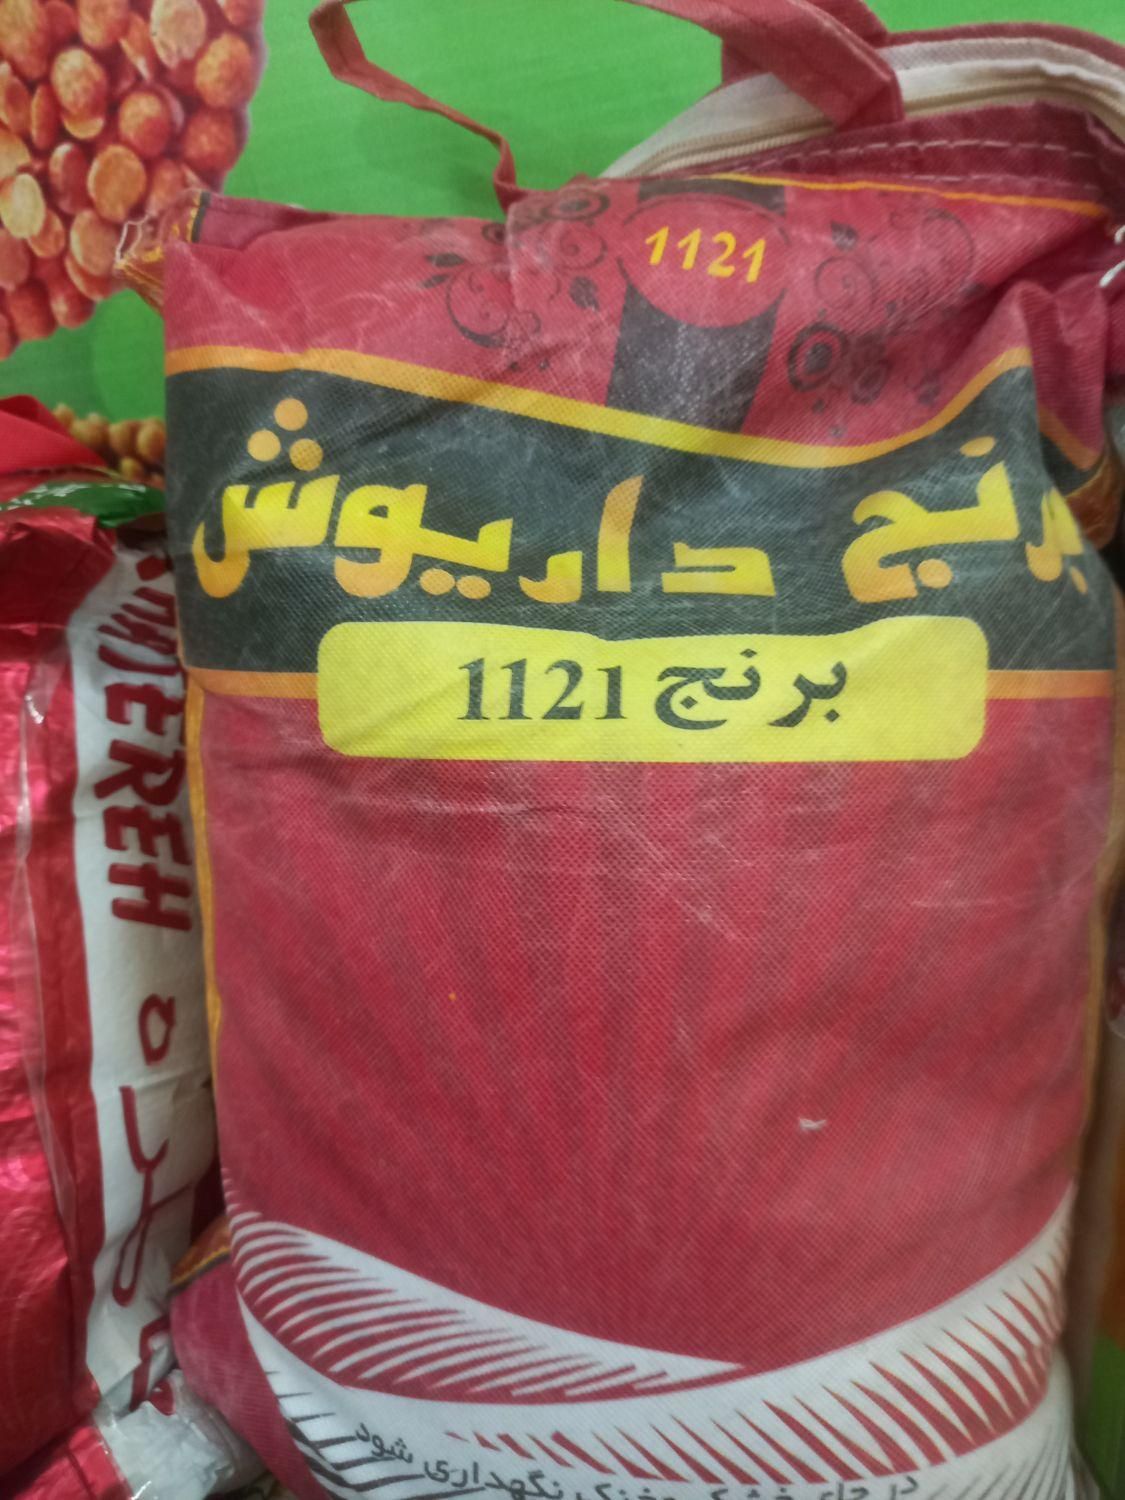 1121
برنج داریوش
برنج 1121
در جای خشک و خنک نگهداری شود